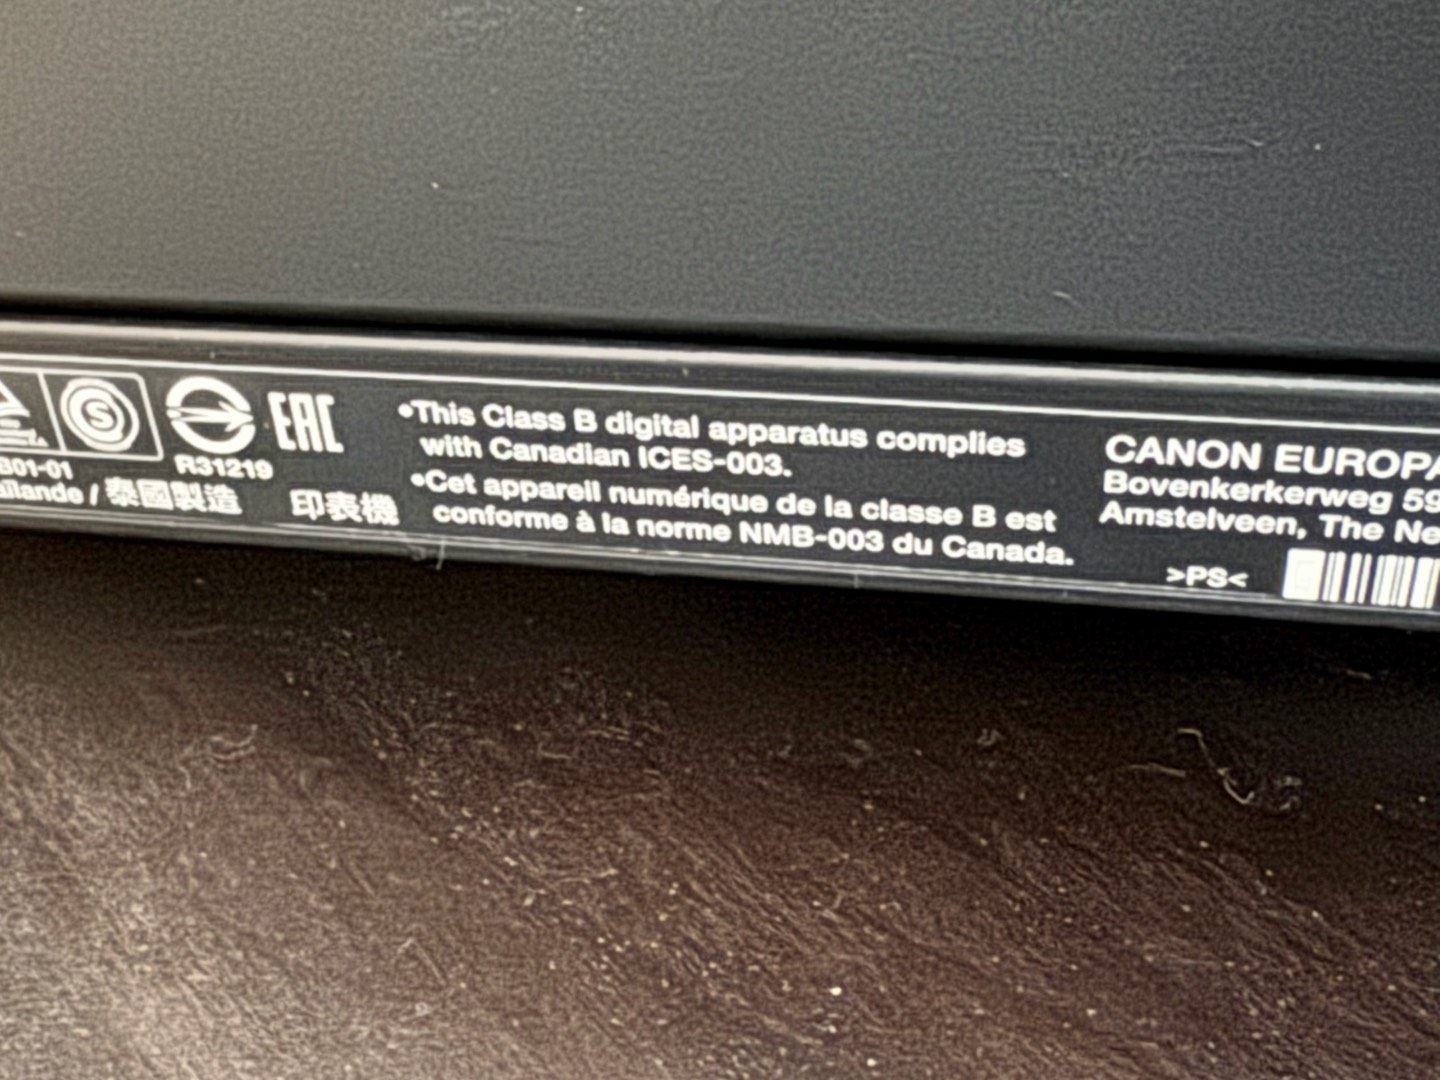 S
EAC
B01-01
R31219
aïlande / 泰國製造 印表機
•This Class B digital apparatus complies
with Canadian ICES-003.
•Cet appareil numérique de la classe B est
conforme à la norme NMB-003 du Canada.
CANON EUROPA
Bovenkerkerweg 59
Amstelveen, The Ne
>PS<